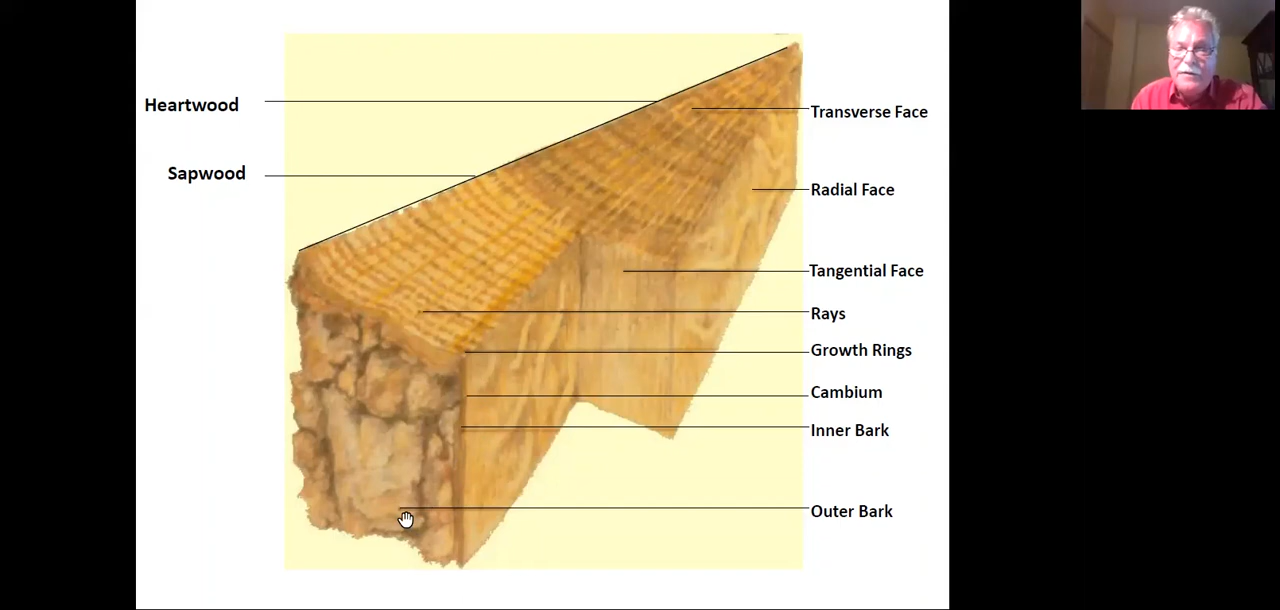 Heartwood
Sapwood
Transverse Face
Radial Face
Tangential Face
Rays
Growth Rings
Cambium
Inner Bark
Outer Bark